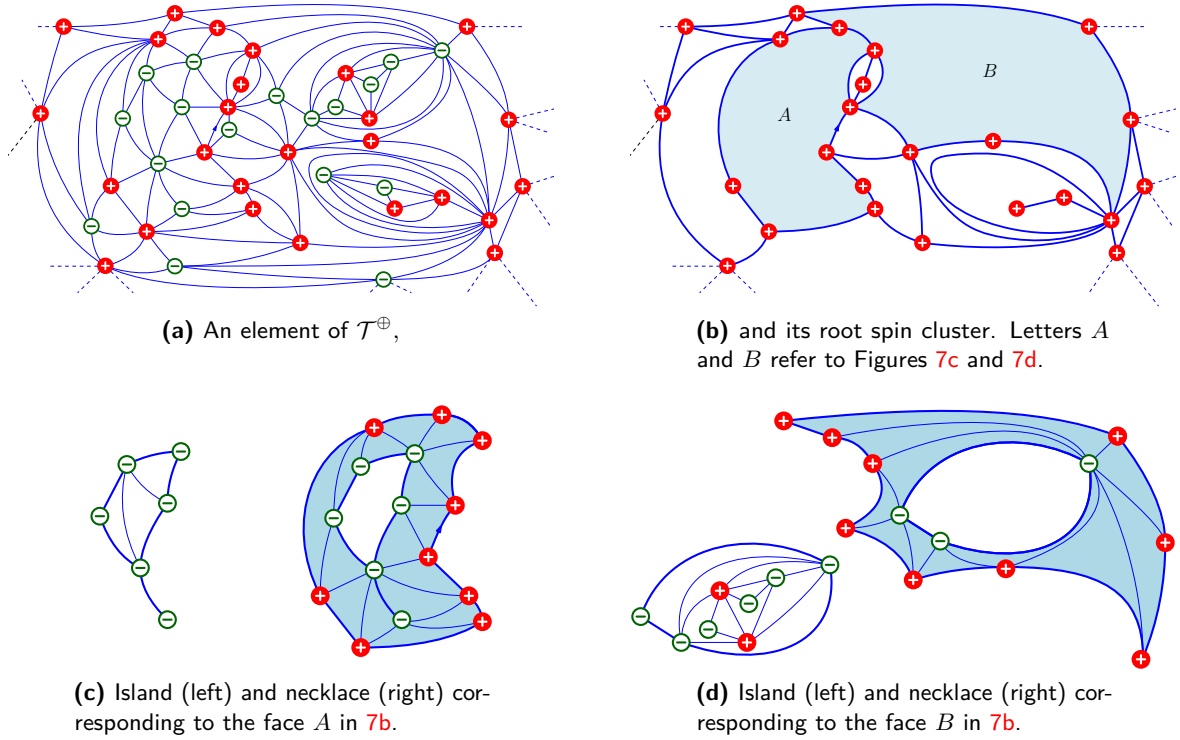 A
B
(a) An element of 𝒯^⊕,
(b) and its root spin cluster. Letters A
and B refer to Figures 7c and 7d.
(c) Island (left) and necklace (right) cor-
responding to the face A in 7b.
(d) Island (left) and necklace (right) cor-
responding to the face B in 7b.